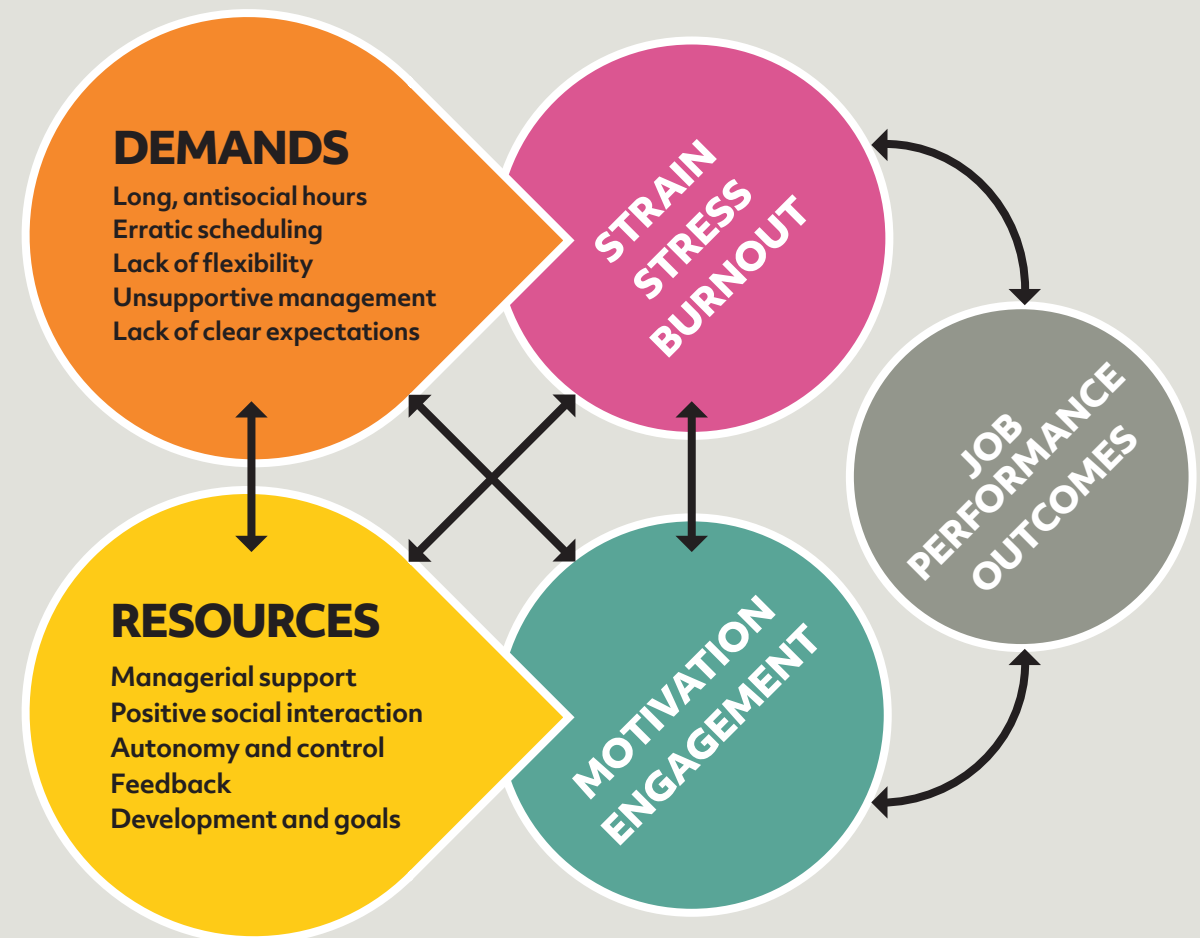 DEMANDS
Long, antisocial hours
Erratic scheduling
Lack of flexibility
Unsupportive management
Lack of clear expectations
STRAIN
STRESS
BURNOUT
RESOURCES
Managerial support
Positive social interaction
Autonomy and control
Feedback
Development and goals
MOTIVATION
ENGAGEMENT
JOB
PERFORMANCE
OUTCOMES